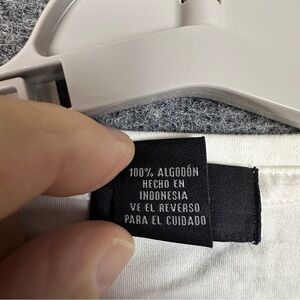 100% ALGODÓN
HECHO EN
INDONESIA
VE EL REVERSO
PARA EL CUIDADO